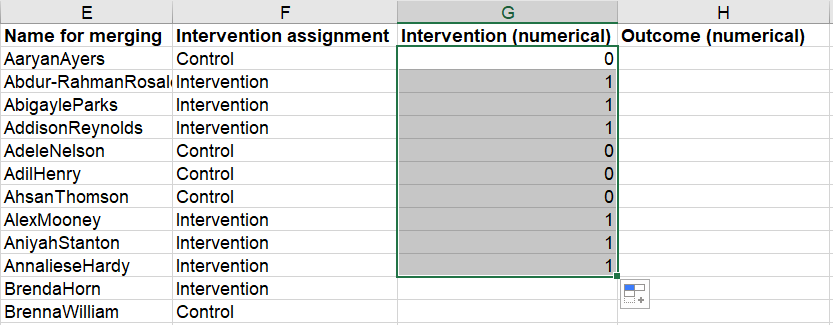 E F G H
Name for merging Intervention assignment Intervention (numerical) Outcome (numerical)
AaryanAyers Control 0
Abdur-RahmanRosal Intervention 1
AbigayleParks Intervention 1
AddisonReynolds Intervention 1
AdeleNelson Control 0
AdilHenry Control 0
AhsanThomson Control 0
AlexMooney Intervention 1
AniyahStanton Intervention 1
AnnalieseHardy Intervention 1
BrendaHorn Intervention
BrennaWilliam Control